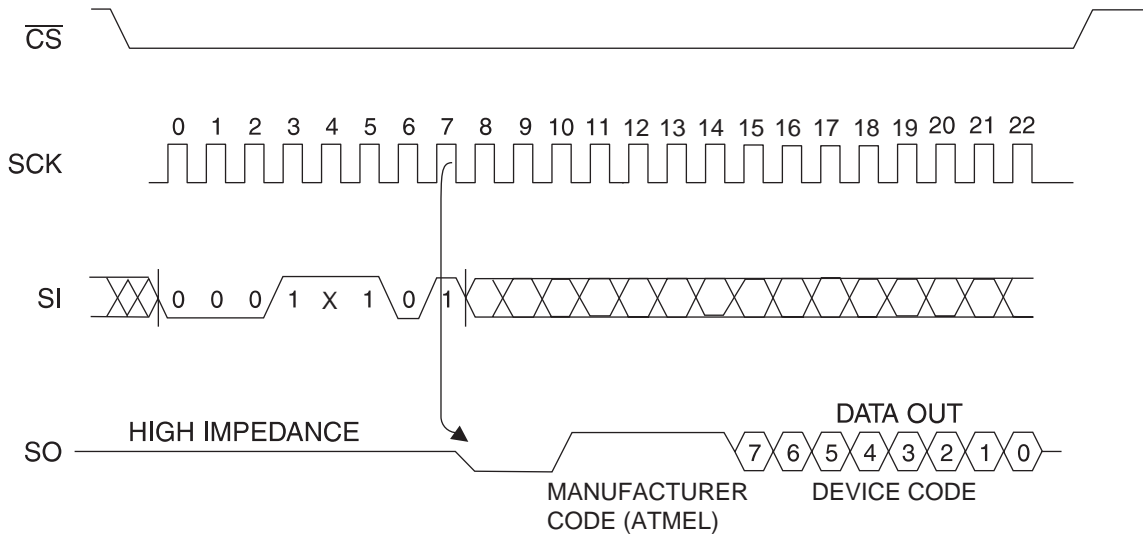 CS
0 1 2 3 4 5 6 7 8 9 10 11 12 13 14 15 16 17 18 19 20 21 22
SCK
SI
0 0 0 1 X 1 0 1
HIGH IMPEDANCE
DATA OUT
SO
7 6 5 4 3 2 1 0
MANUFACTURER
CODE (ATMEL)
DEVICE CODE